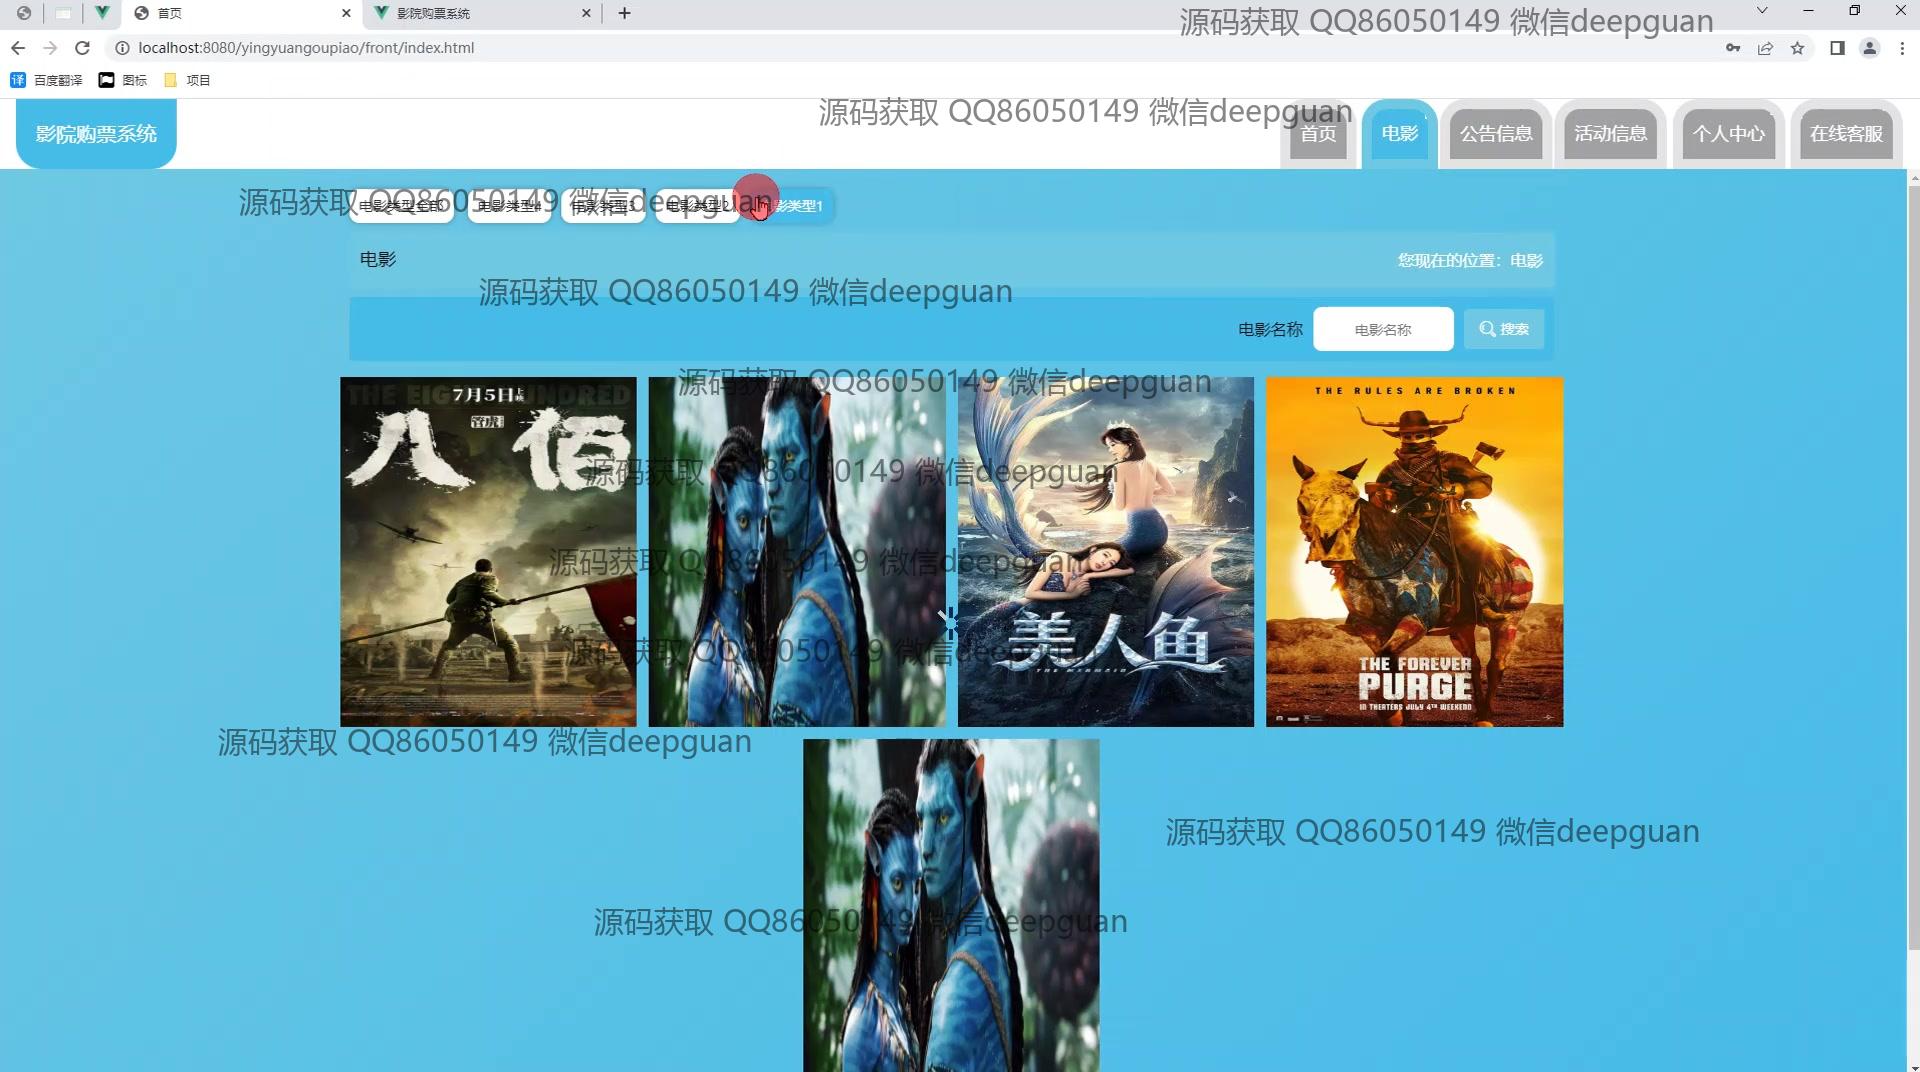 首页
影院购票系统
源码获取 QQ86050149 微信deepguan
localhost:8080/yingyuangoupiao/front/index.html
百度翻译
图标
项目
影院购票系统
源码获取 QQ86050149 微信deepguan
首页
电影
公告信息
活动信息
个人中心
在线客服
源码获取 QQ86050149 微信deepguan
电影类型全部
电影类型4
电影类型3
电影类型2
影类型1
电影
您现在的位置：电影
源码获取 QQ86050149 微信deepguan
电影名称
电影名称
搜索
源码获取 QQ86050149 微信deepguan
THE EIGHT HUNDRED
7月5日上映
管虎
八佰
THE RULES ARE BROKEN
源码获取 QQ86050149 微信deepguan
源码获取 QQ86050149 微信deepguan
美人鱼
THE MERMAID
源码获取 QQ86050149 微信deepguan
THE FOREVER
PURGE
IN THEATERS JULY 4TH WEEKEND
源码获取 QQ86050149 微信deepguan
源码获取 QQ86050149 微信deepguan
源码获取 QQ86050149 微信deepguan